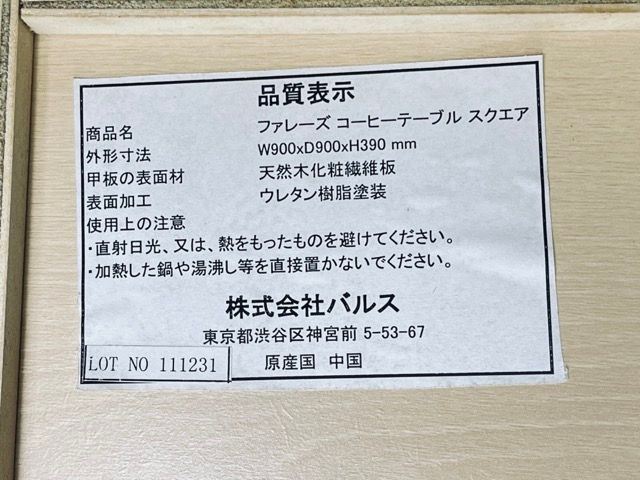 品質表示
商品名 ファレーズ コーヒーテーブル スクエア
外形寸法 W900xD900xH390 mm
甲板の表面材 天然木化粧繊維板
表面加工 ウレタン樹脂塗装
使用上の注意
・直射日光、又は、熱をもったものを避けてください。
・加熱した鍋や湯沸し等を直接置かないでください。
株式会社バルス
東京都渋谷区神宮前 5-53-67
LOT NO 111231 原産国 中国